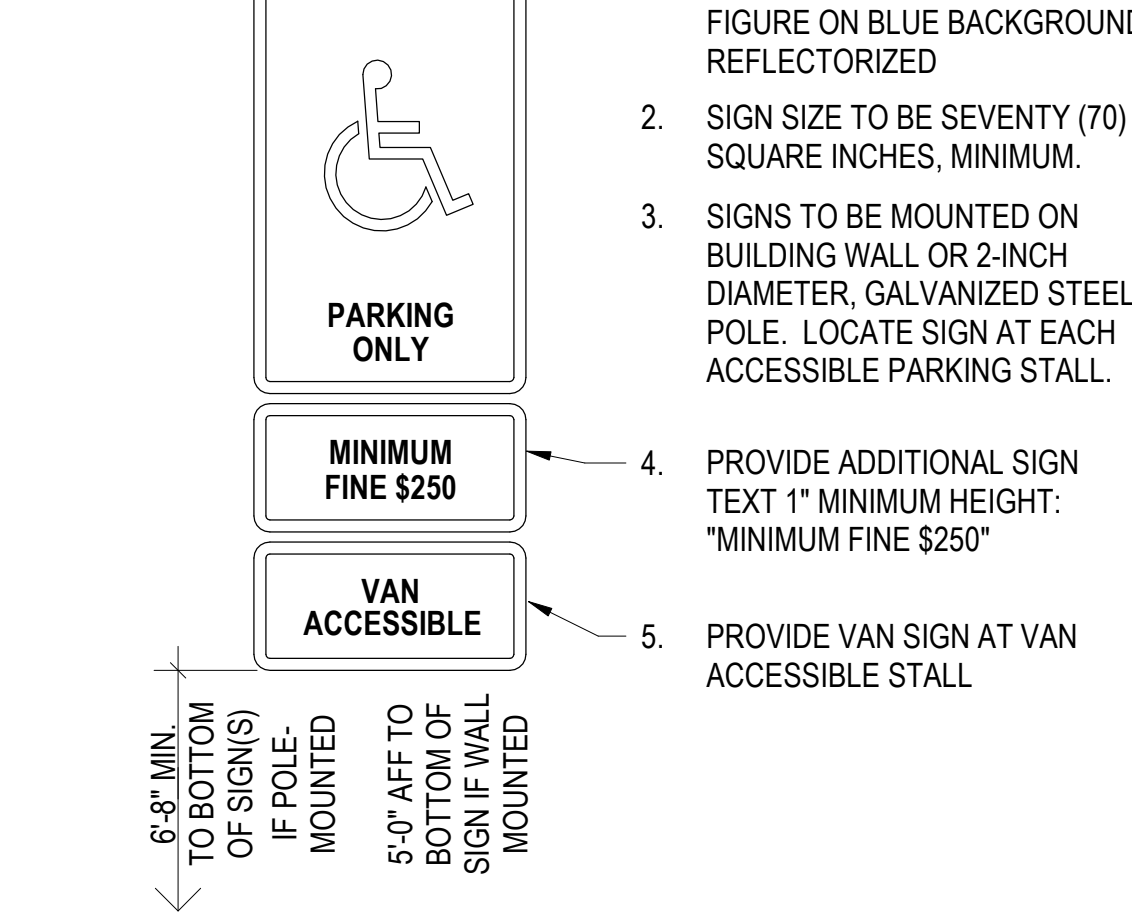 FIGURE ON BLUE BACKGROUND
REFLECTORIZED
2. SIGN SIZE TO BE SEVENTY (70)
SQUARE INCHES, MINIMUM.
3. SIGNS TO BE MOUNTED ON
BUILDING WALL OR 2-INCH
DIAMETER, GALVANIZED STEEL
POLE. LOCATE SIGN AT EACH
ACCESSIBLE PARKING STALL.
PARKING
ONLY
MINIMUM
FINE $250
4. PROVIDE ADDITIONAL SIGN
TEXT 1" MINIMUM HEIGHT:
"MINIMUM FINE $250"
VAN
ACCESSIBLE
5. PROVIDE VAN SIGN AT VAN
ACCESSIBLE STALL
6'-8" MIN.
TO BOTTOM
OF SIGN(S)
IF POLE-
MOUNTED
5'-0" AFF TO
BOTTOM OF
SIGN IF WALL
MOUNTED